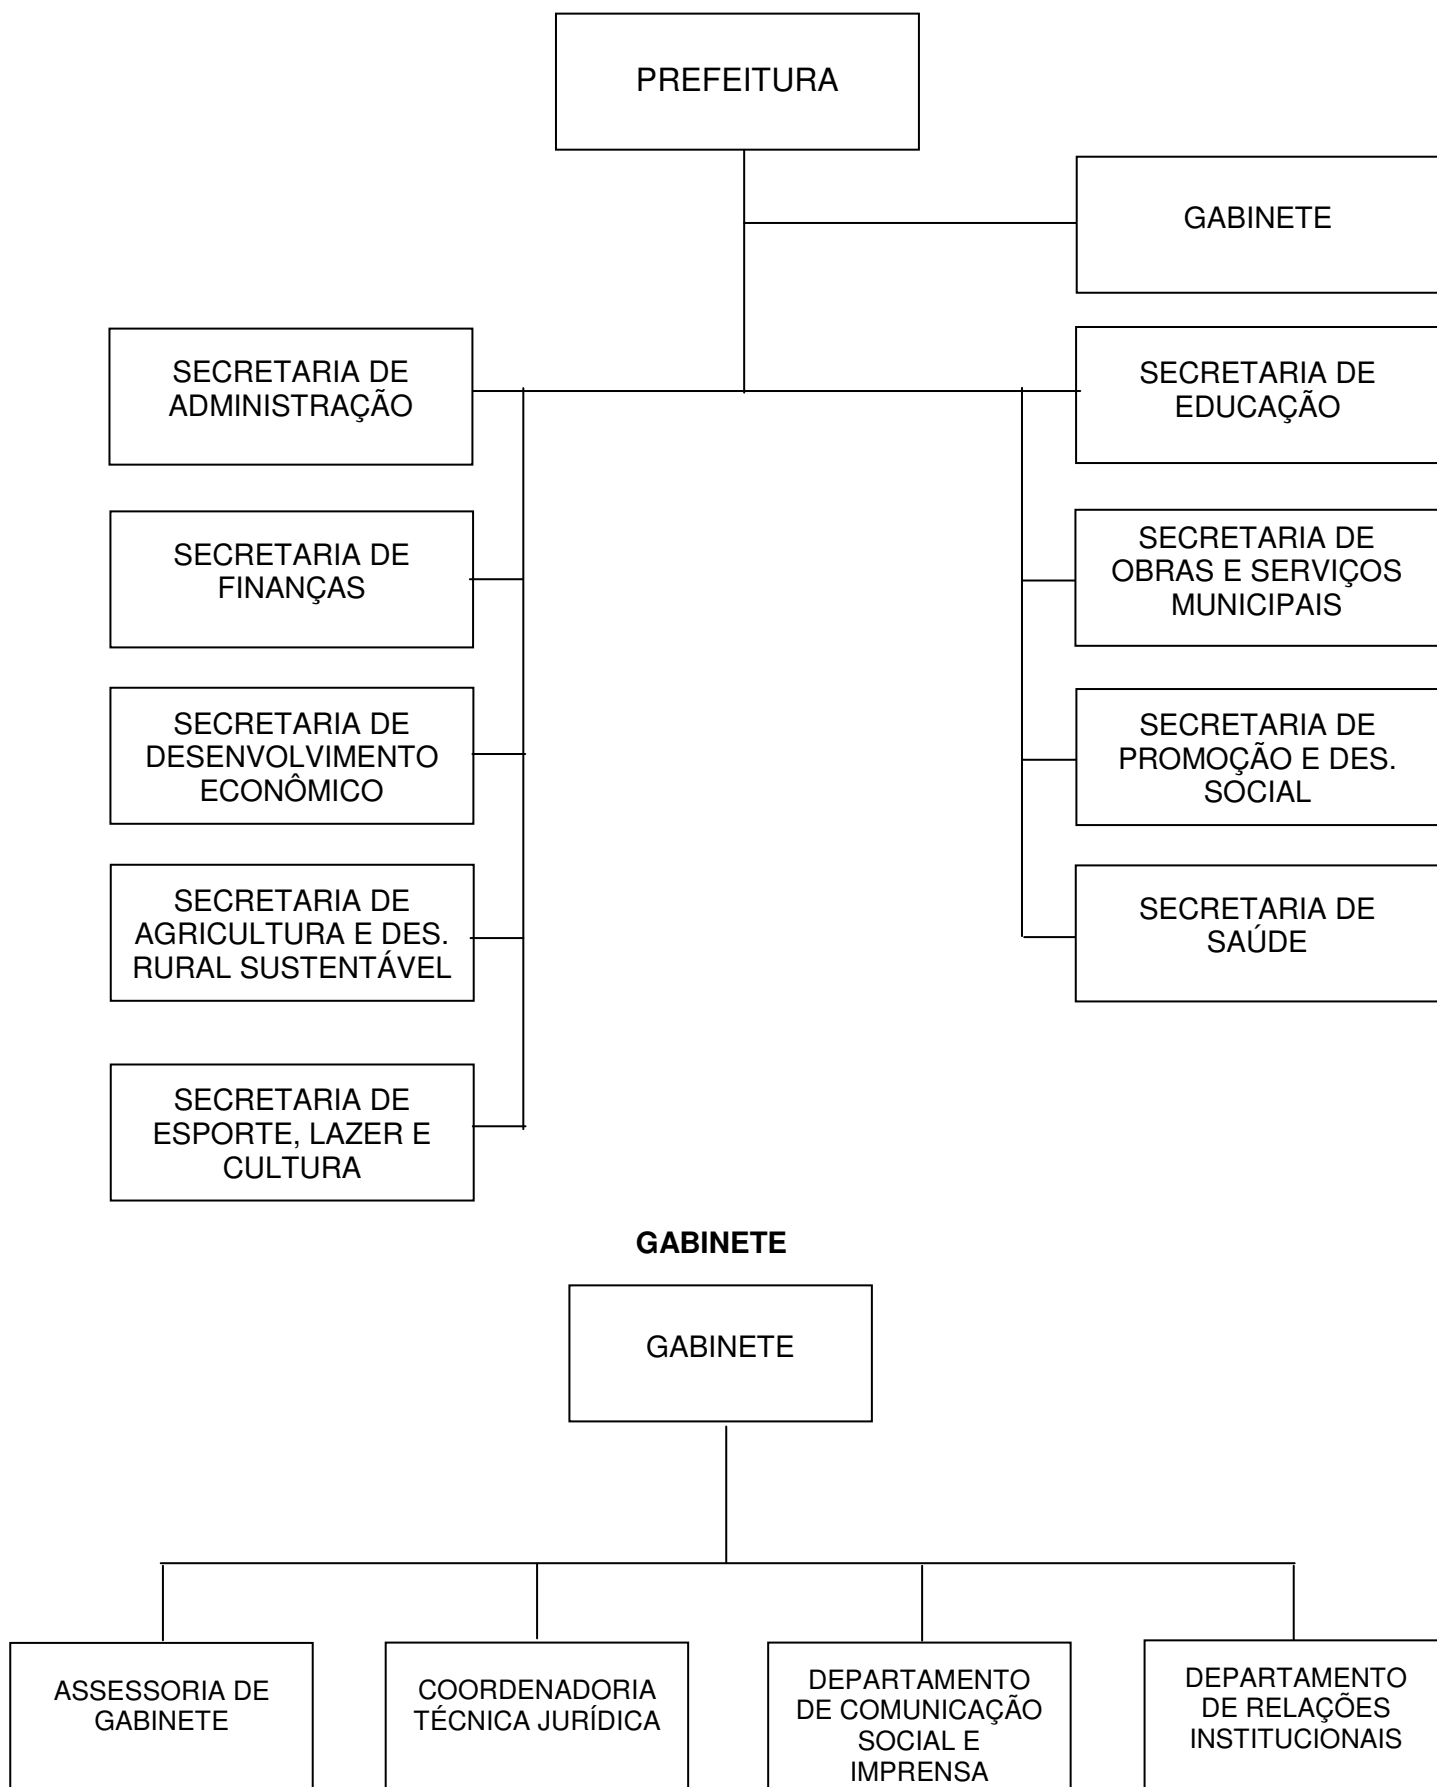 PREFEITURA
GABINETE
SECRETARIA DE
ADMINISTRAÇÃO
SECRETARIA DE
EDUCAÇÃO
SECRETARIA DE
FINANÇAS
SECRETARIA DE
OBRAS E SERVIÇOS
MUNICIPAIS
SECRETARIA DE
DESENVOLVIMENTO
ECONÔMICO
SECRETARIA DE
PROMOÇÃO E DES.
SOCIAL
SECRETARIA DE
AGRICULTURA E DES.
RURAL SUSTENTÁVEL
SECRETARIA DE
SAÚDE
SECRETARIA DE
ESPORTE, LAZER E
CULTURA
GABINETE
GABINETE
ASSESSORIA DE
GABINETE
COORDENADORIA
TÉCNICA JURÍDICA
DEPARTAMENTO
DE COMUNICAÇÃO
SOCIAL E
IMPRENSA
DEPARTAMENTO
DE RELAÇÕES
INSTITUCIONAIS